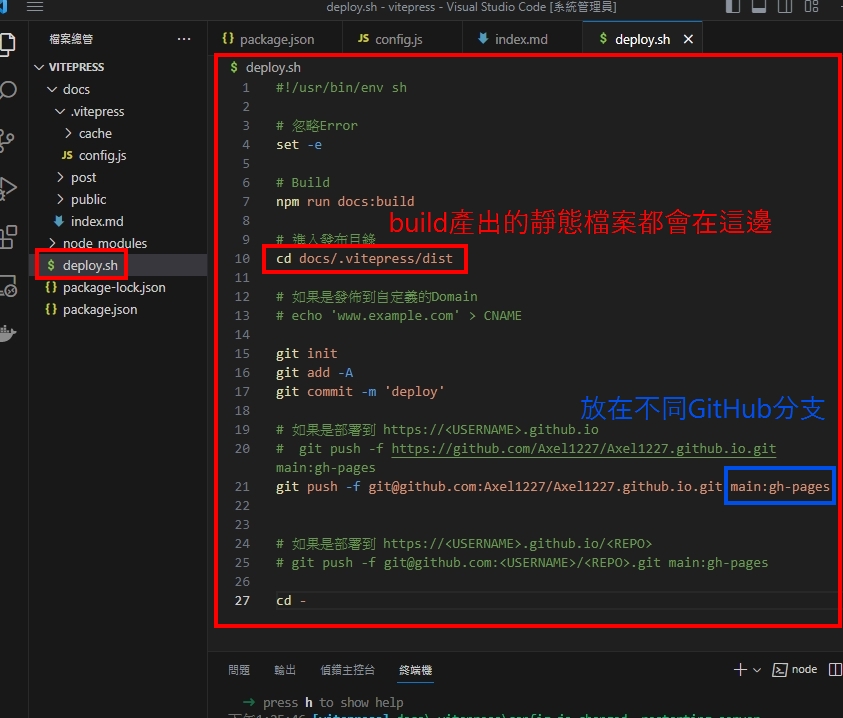 deploy.sh - vitepress - Visual Studio Code [系統管理員]
檔案總管 ...
VITEPRESS
docs
.vitepress
cache
JS config.js
post
public
index.md
node_modules
$ deploy.sh
{} package-lock.json
{} package.json
{} package.json
JS config.js
index.md
$ deploy.sh ×
$ deploy.sh
1 #!/usr/bin/env sh
2
3 # 忽略Error
4 set -e
5
6 # Build
7 npm run docs:build
8
build產出的靜態檔案都會在這邊
9 # 進入發布目錄
10 cd docs/.vitepress/dist
11
12 # 如果是發佈到自定義的Domain
13 # echo 'www.example.com' > CNAME
14
15 git init
16 git add -A
17 git commit -m 'deploy'
放在不同GitHub分支
18
19 # 如果是部署到 https://<USERNAME>.github.io
20 #  git push -f https://github.com/Axel1227/Axel1227.github.io.git
main:gh-pages
21 git push -f git@github.com:Axel1227/Axel1227.github.io.git main:gh-pages
22
23
24 # 如果是部署到 https://<USERNAME>.github.io/<REPO>
25 # git push -f git@github.com:<USERNAME>/<REPO>.git main:gh-pages
26
27 cd -
問題 輸出 偵錯主控台 終端機
node
→ press h to show help